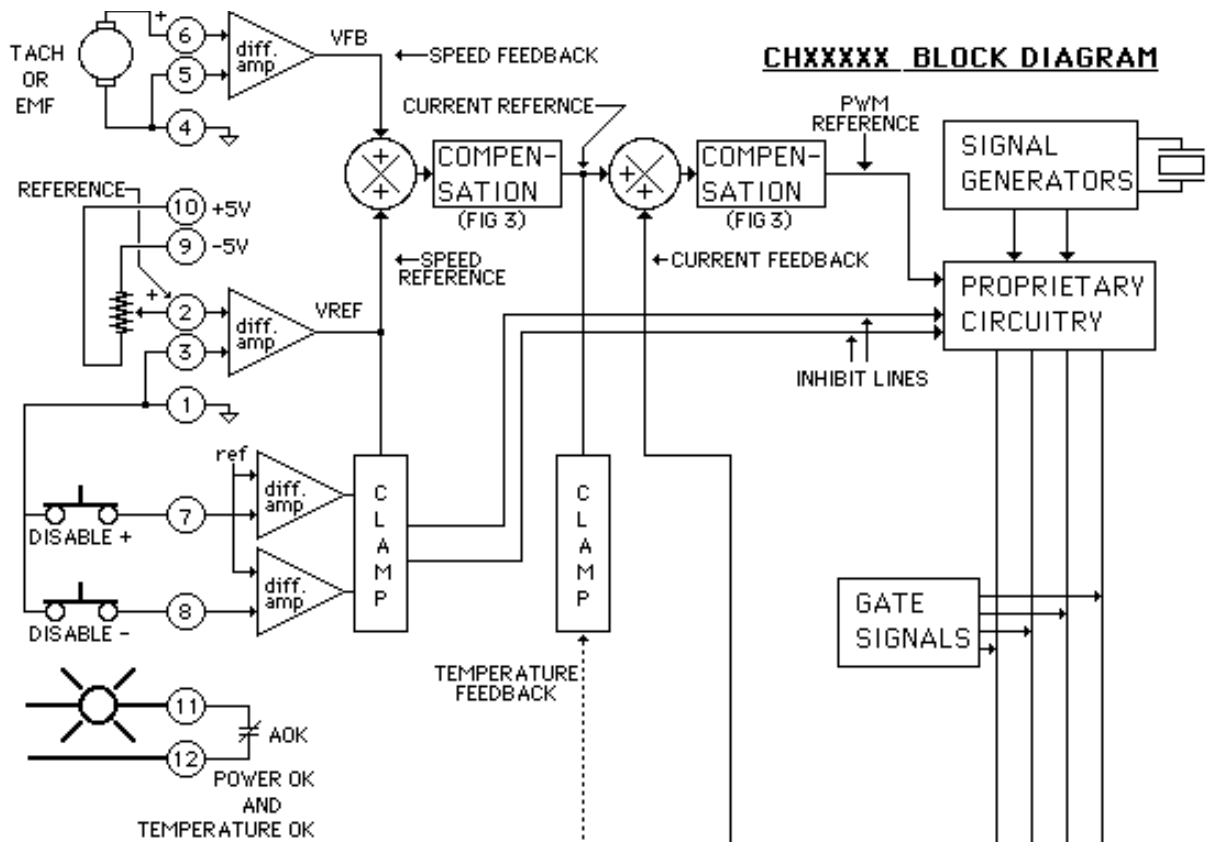 CHXXXXX BLOCK DIAGRAM
TACH
OR
EMF
+
6
5
4
diff.
amp
VFB
SPEED FEEDBACK
CURRENT REFERNCE
PWM
REFERENCE
+
+
COMPEN-
SATION
(FIG 3)
+
+
COMPEN-
SATION
(FIG 3)
SIGNAL
GENERATORS
REFERENCE
10
+5V
9
-5V
+
2
3
1
diff.
amp
VREF
SPEED
REFERENCE
CURRENT FEEDBACK
PROPRIETARY
CIRCUITRY
INHIBIT LINES
ref
diff.
amp
7
DISABLE +
diff.
amp
8
DISABLE -
C
L
A
M
P
C
L
A
M
P
GATE
SIGNALS
TEMPERATURE
FEEDBACK
11
12
AOK
POWER OK
AND
TEMPERATURE OK